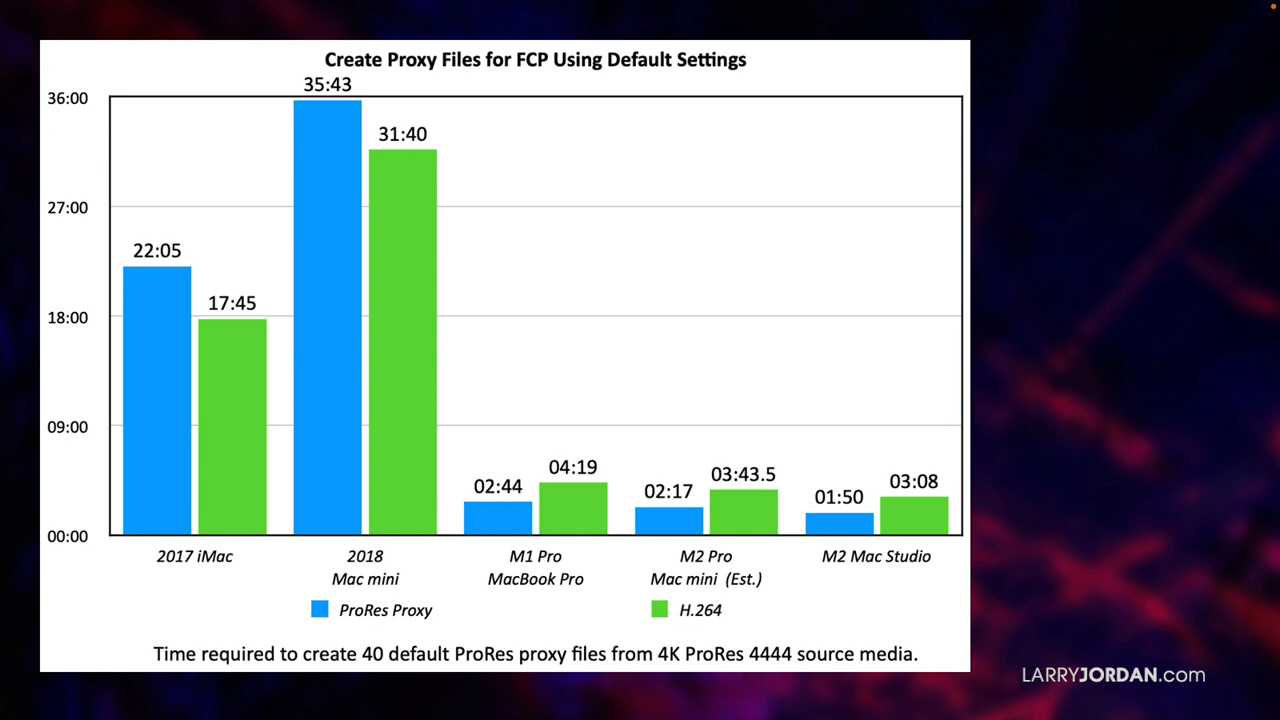 Create Proxy Files for FCP Using Default Settings
35:43
36:00
31:40
27:00
22:05
17:45
18:00
09:00
02:44
04:19
02:17
03:43.5
01:50
03:08
00:00
2017 iMac
2018
Mac mini
M1 Pro
MacBook Pro
M2 Pro
Mac mini (Est.)
M2 Mac Studio
ProRes Proxy
H.264
Time required to create 40 default ProRes proxy files from 4K ProRes 4444 source media.
LARRYJORDAN.com